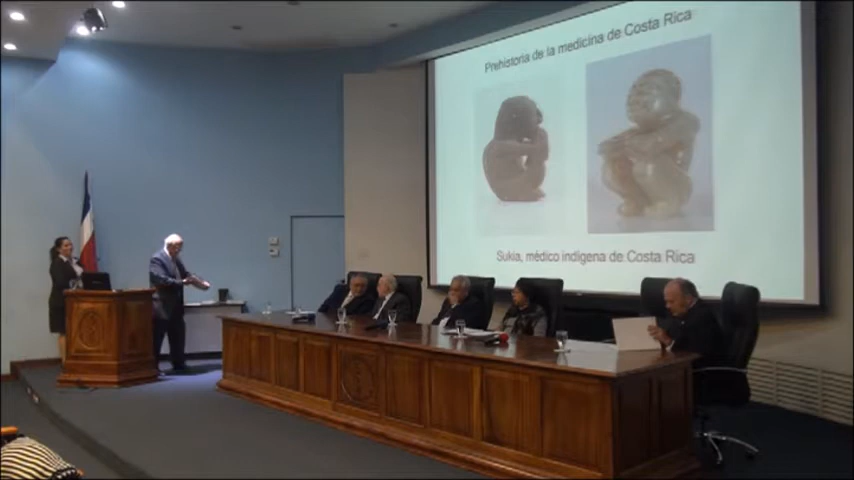 Prehistoria de la medicina de Costa Rica
Sukia, médico indígena de Costa Rica